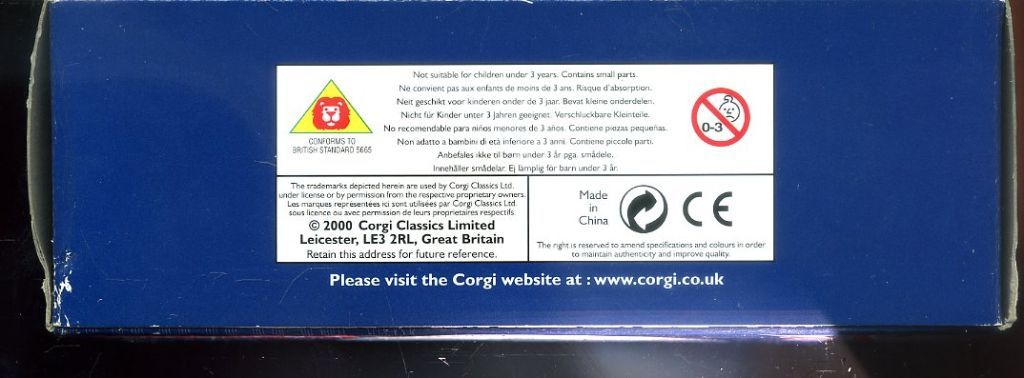 Not suitable for children under 3 years. Contains small parts.
Ne convient pas aux enfants de moins de 3 ans. Risque d'absorption.
Neit geschikt voor kinderen onder de 3 jaar. Bevat kleine onderdelen.
Nicht für Kinder unter 3 Jahren geeignet. Verschluckbare Kleinteile.
No recomendable para niños menores de 3 años. Contiene piezas pequeñas.
Non adatto a bambini di età inferiore a 3 anni. Contiene piccole parti.
Anbefales ikke til børn under 3 år pga. smådele.
Innehåller smådelar. Ej lämplig för barn under 3 år.
CONFORMS TO
BRITISH STANDARD 5665
0-3
The trademarks depicted herein are used by Corgi Classics Ltd.
under license or by permission from the respective proprietary owners.
Les marques représentées ici sont utilisées par Corgi Classics Ltd.
sous licence ou avec permission de leurs proprietaires respectifs.
© 2000 Corgi Classics Limited
Leicester, LE3 2RL, Great Britain
Retain this address for future reference.
Made
in
China
CE
The right is reserved to amend specifications and colours in order
to maintain authenticity and improve quality.
Please visit the Corgi website at : www.corgi.co.uk